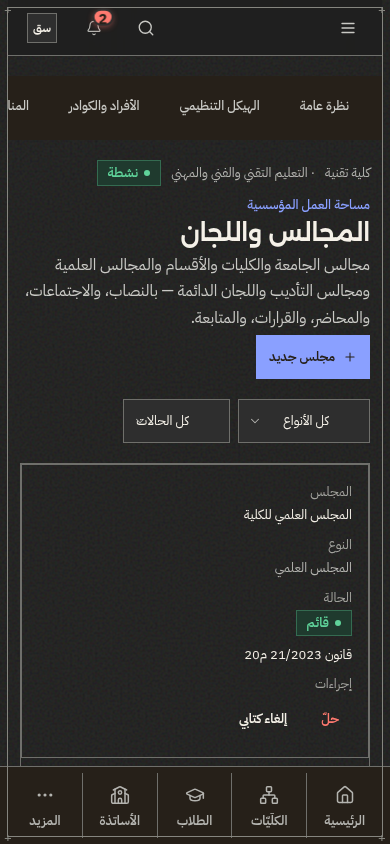 2
سق
نظرة عامة
الهيكل التنظيمي
الأفراد والكوادر
المنا
كلية تقنية · التعليم التقني والفني والمهني
نشطة
مساحة العمل المؤسسية
المجالس واللجان
مجالس الجامعة والكليات والأقسام والمجالس العلمية
ومجالس التأديب واللجان الدائمة — بالنصاب، والاجتماعات،
والمحاضر، والقرارات، والمتابعة.
+ مجلس جديد
كل الأنواع
كل الحالات
المجلس
المجلس العلمي للكلية
النوع
المجلس العلمي
الحالة
قائم
قانون 21/2023 م20
إجراءات
حلّ
إلغاء كتابي
الرئيسية
الكليّات
الطلاب
الأساتذة
المزيد